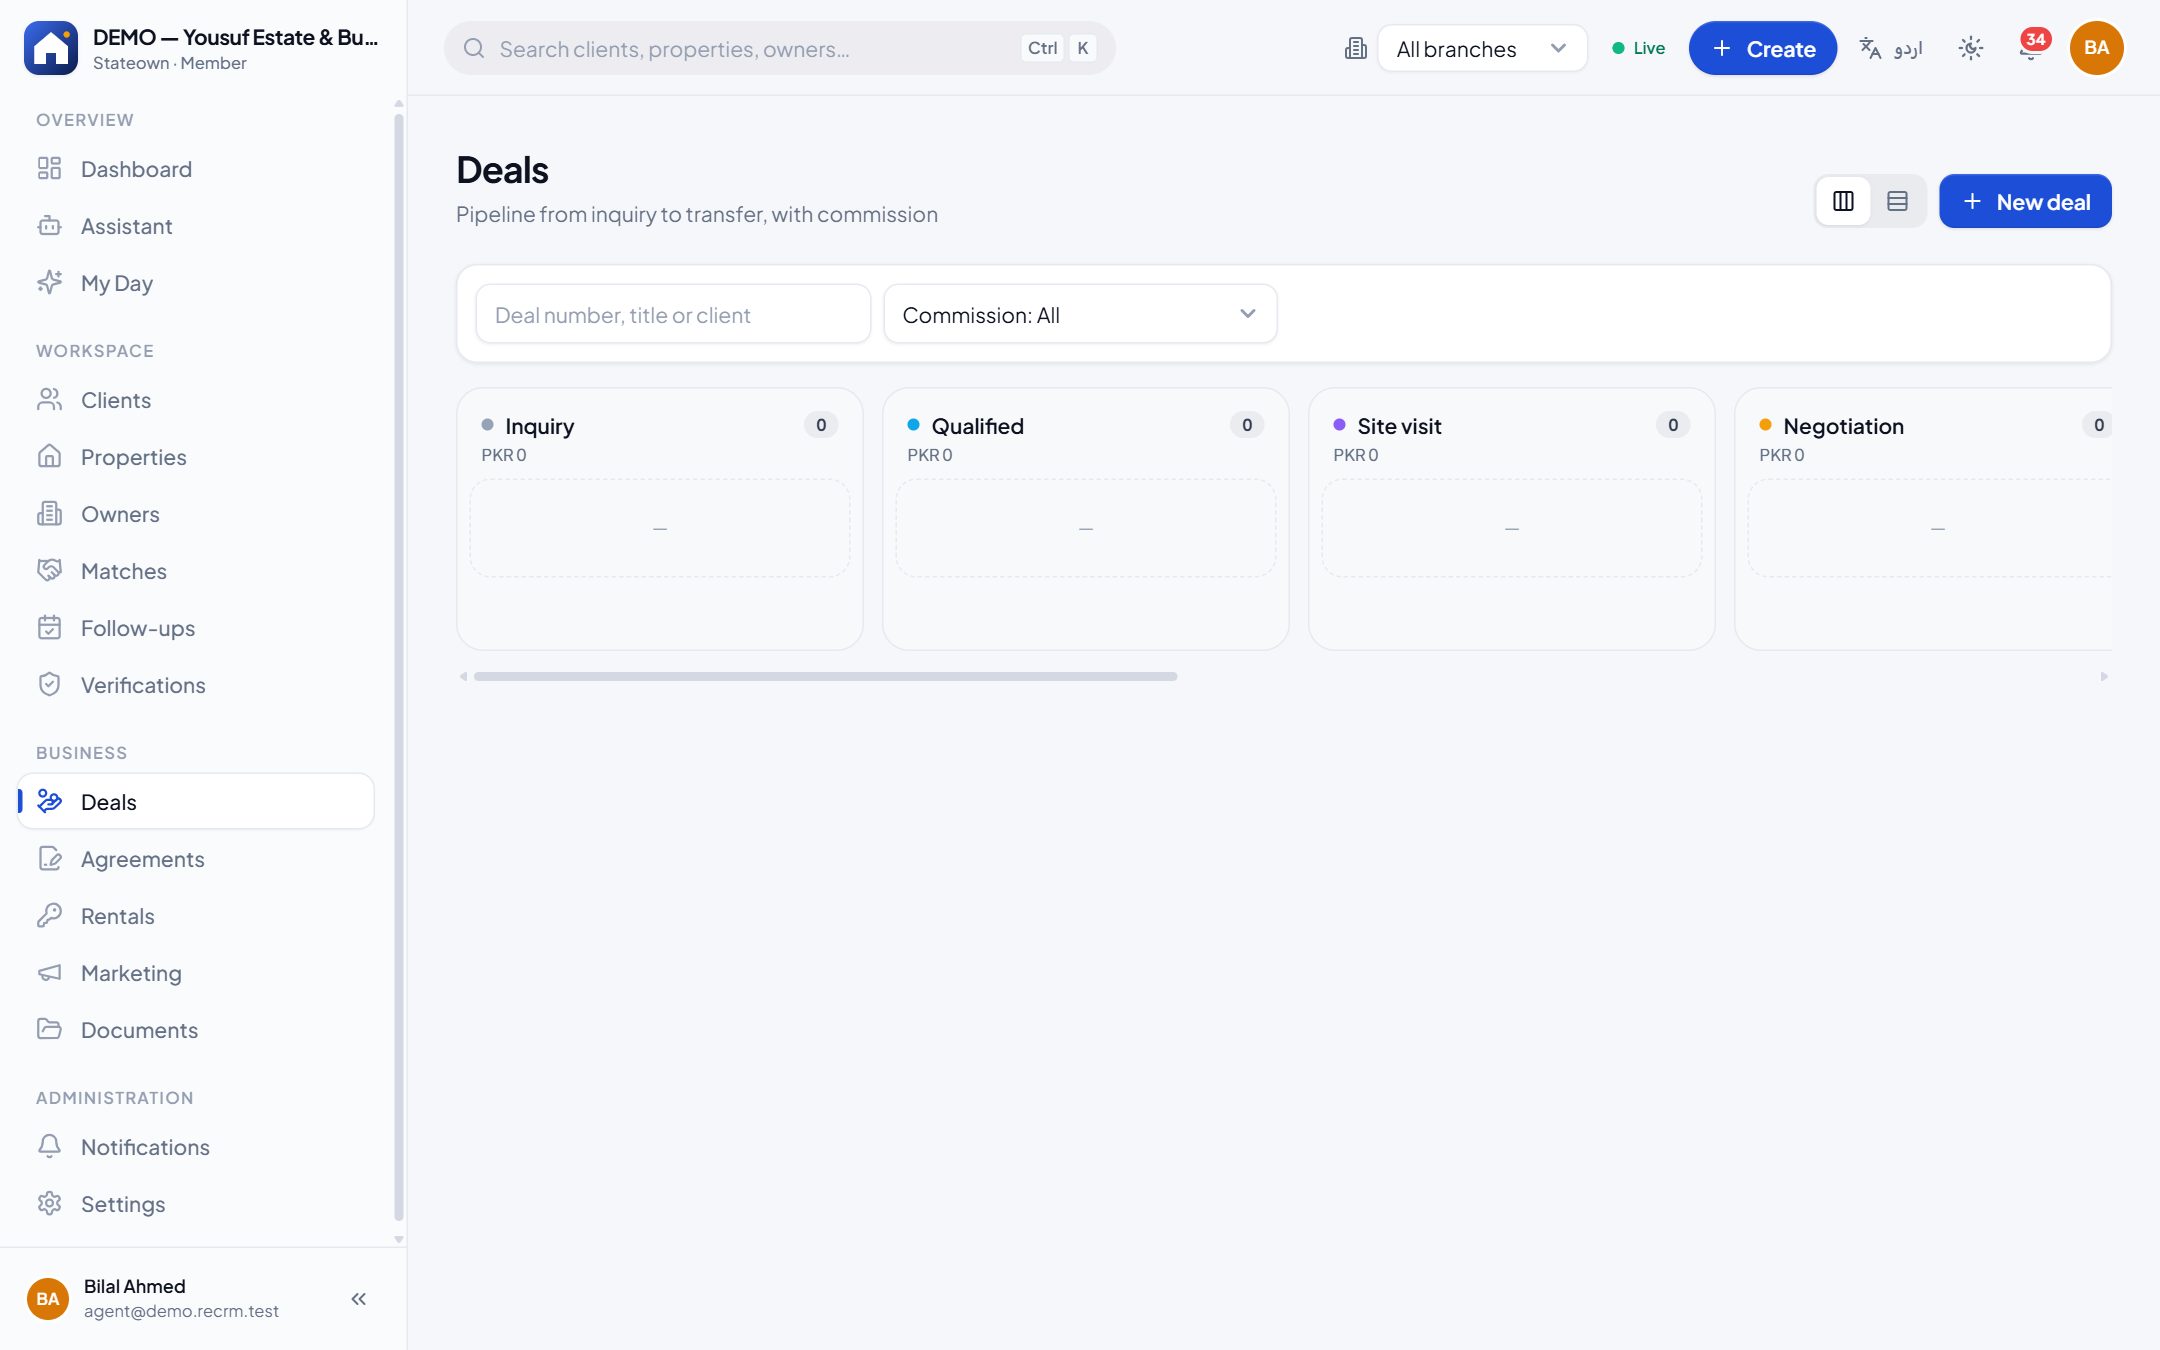 DEMO — Yousuf Estate & Bu...
Stateown · Member
OVERVIEW
Dashboard
Assistant
My Day
WORKSPACE
Clients
Properties
Owners
Matches
Follow-ups
Verifications
BUSINESS
Deals
Agreements
Rentals
Marketing
Documents
ADMINISTRATION
Notifications
Settings
BA
Bilal Ahmed
agent@demo.recrm.test
Search clients, properties, owners...
Ctrl K
All branches
Live
+ Create
اردو
34
BA
Deals
Pipeline from inquiry to transfer, with commission
+ New deal
Deal number, title or client
Commission: All
Inquiry 0
PKR 0
—
Qualified 0
PKR 0
—
Site visit 0
PKR 0
—
Negotiation 0
PKR 0
—